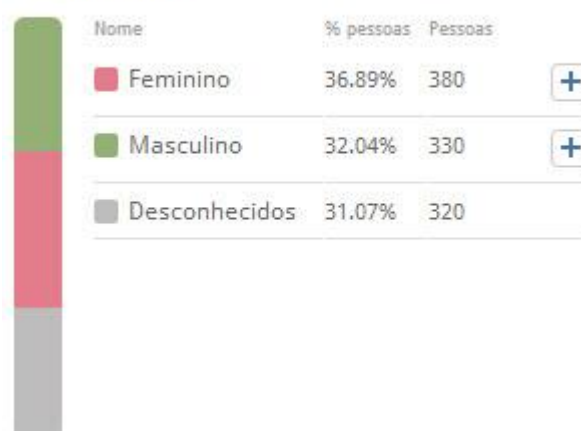 Nome % pessoas Pessoas
Feminino 36.89% 380 +
Masculino 32.04% 330 +
Desconhecidos 31.07% 320